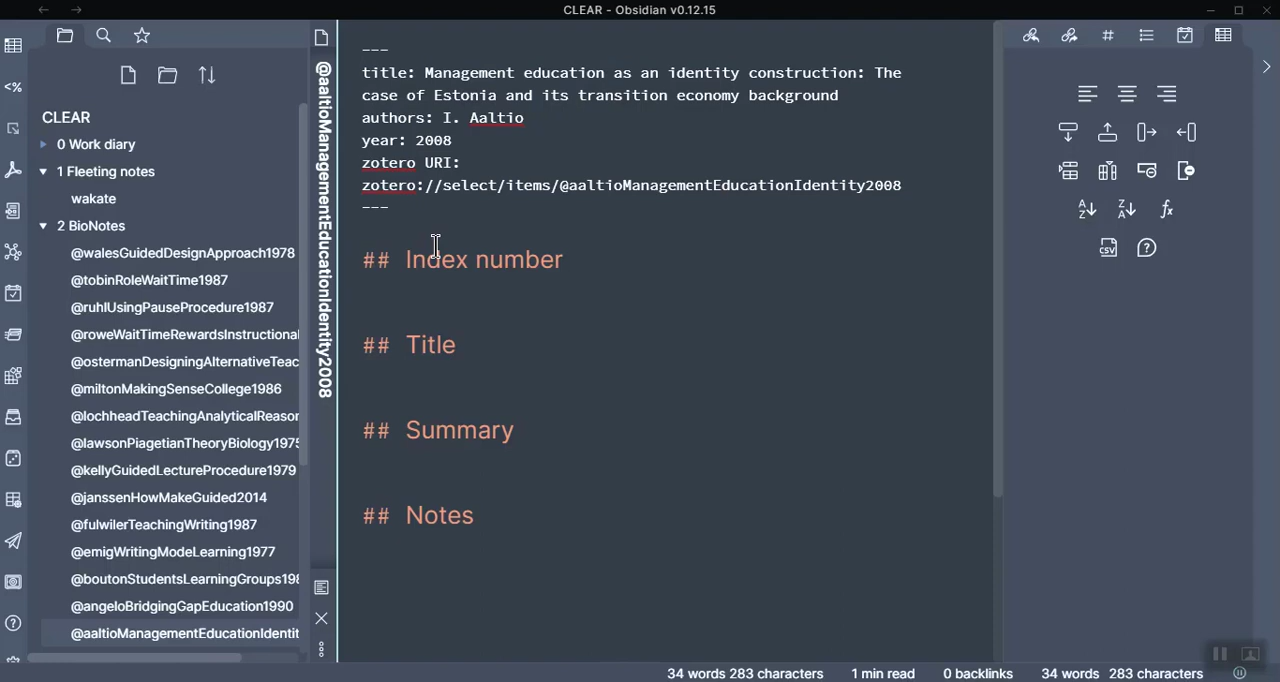 CLEAR - Obsidian v0.12.15
CLEAR
0 Work diary
1 Fleeting notes
wakate
2 BioNotes
@walesGuidedDesignApproach1978
@tobinRoleWaitTime1987
@ruhlUsingPauseProcedure1987
@roweWaitTimeRewardsInstructional
@ostermanDesigningAlternativeTeac
@miltonMakingSenseCollege1986
@lochheadTeachingAnalyticalReason
@lawsonPiagetianTheoryBiology1975
@kellyGuidedLectureProcedure1979
@janssenHowMakeGuided2014
@fulwilerTeachingWriting1987
@emigWritingModeLearning1977
@boutonStudentsLearningGroups198
@angeloBridgingGapEducation1990
@aaltioManagementEducationIdentit
@aaltioManagementEducationIdentity2008
---
title: Management education as an identity construction: The
case of Estonia and its transition economy background
authors: I. Aaltio
year: 2008
zotero URI:
zotero://select/items/@aaltioManagementEducationIdentity2008
---
## Index number
## Title
## Summary
## Notes
34 words 283 characters 1 min read 0 backlinks 34 words 283 characters